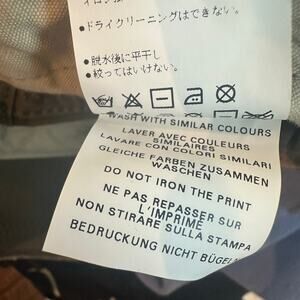 •ドライクリーニングはできない。
•脱水後に平干し
•絞ってはいけない。
WASH WITH SIMILAR COLOURS
LAVER AVEC COULEURS
SIMILAIRES
LAVARE CON COLORI SIMILARI
GLEICHE FARBEN ZUSAMMEN
WASCHEN
DO NOT IRON THE PRINT
NE PAS REPASSER SUR
L'IMPRIMÉ
NON STIRARE SULLA STAMPA
BEDRUCKUNG NICHT BÜGELN